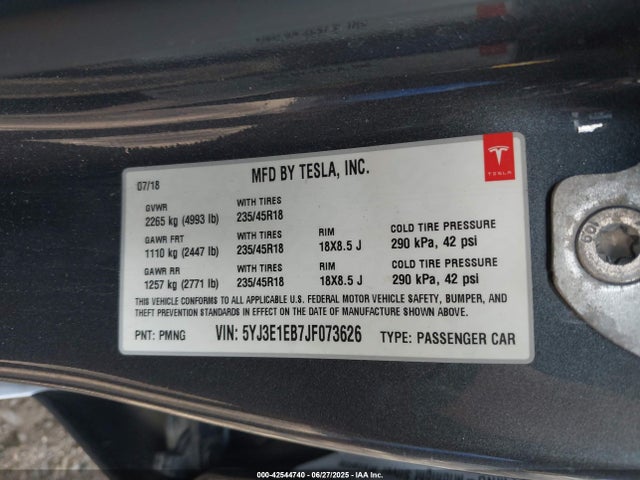 07/18
MFD BY TESLA, INC.
TESLA
GVWR WITH TIRES
2265 kg (4993 lb) 235/45R18
GAWR FRT WITH TIRES RIM COLD TIRE PRESSURE
1110 kg (2447 lb) 235/45R18 18X8.5 J 290 kPa, 42 psi
GAWR RR WITH TIRES RIM COLD TIRE PRESSURE
1257 kg (2771 lb) 235/45R18 18X8.5 J 290 kPa, 42 psi
THIS VEHICLE CONFORMS TO ALL APPLICABLE U.S. FEDERAL MOTOR VEHICLE SAFETY, BUMPER, AND
THEFT PREVENTION STANDARDS IN EFFECT ON THE DATE OF MANUFACTURE SHOWN ABOVE.
PNT: PMNG VIN: 5YJ3E1EB7JF073626 TYPE: PASSENGER CAR
000-42544740 - 06/27/2025 - IAA Inc.